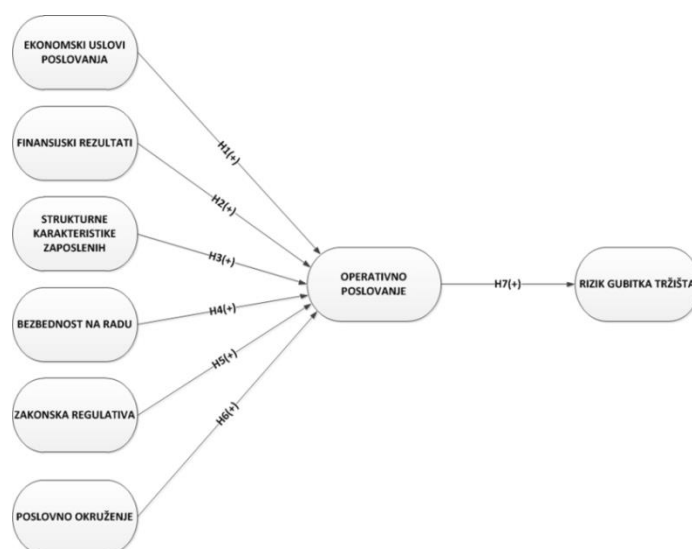 EKONOMSKI USLOVI
POSLOVANJA
H1(+)
FINANSIJSKI REZULTATI
H2(+)
STRUKTURNE
KARAKTERISTIKE
ZAPOSLENIH
H3(+)
OPERATIVNO
POSLOVANJE
H7(+)
RIZIK GUBITKA TRŽIŠTA
BEZBEDNOST NA RADU
H4(+)
ZAKONSKA REGULATIVA
H5(+)
POSLOVNO OKRUŽENJE
H6(+)